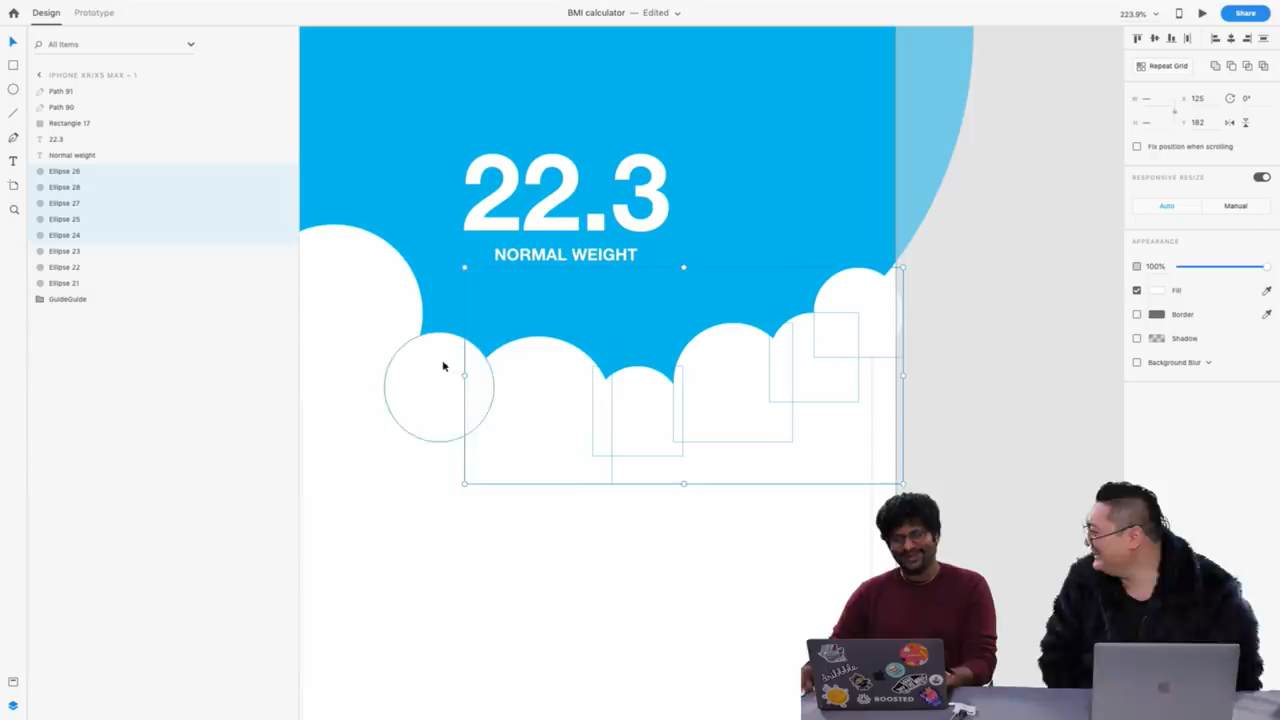 Design
Prototype
BMI calculator — Edited
223.9%
Share
All Items
IPHONE XR/XS MAX – 1
Path 91
Path 90
Rectangle 17
22.3
Normal weight
Ellipse 26
Ellipse 28
Ellipse 27
Ellipse 25
Ellipse 24
Ellipse 23
Ellipse 22
Ellipse 21
GuideGuide
22.3
NORMAL WEIGHT
Repeat Grid
W — X 125 0°
H — Y 182
Fix position when scrolling
RESPONSIVE RESIZE
Auto Manual
APPEARANCE
100%
Fill
Border
Shadow
Background Blur
dribbble
VANS
BOOSTED